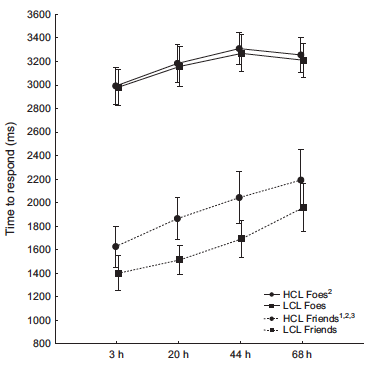 3600
3400
3200
3000
2800
2600
2400
2200
2000
1800
1600
1400
1200
1000
800
Time to respond (ms)
3 h 20 h 44 h 68 h
HCL Foes²
LCL Foes
HCL Friends¹,²,³
LCL Friends